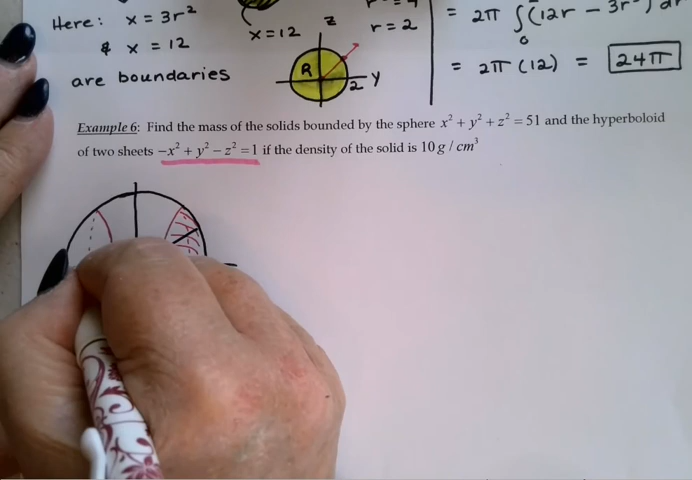 Here: x = 3r²
& x = 12
are boundaries
x = 12
z
r = 2
R
2 y
= 2π ∫ (12r − 3r
0
= 2π (12) = 24π
Example 6: Find the mass of the solids bounded by the sphere x² + y² + z² = 51 and the hyperboloid
of two sheets −x² + y² − z² = 1 if the density of the solid is 10 g / cm³